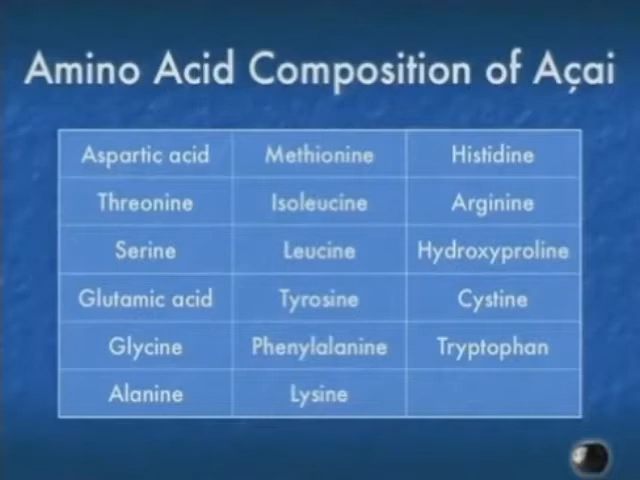 Amino Acid Composition of Açai
Aspartic acid Methionine Histidine
Threonine Isoleucine Arginine
Serine Leucine Hydroxyproline
Glutamic acid Tyrosine Cystine
Glycine Phenylalanine Tryptophan
Alanine Lysine